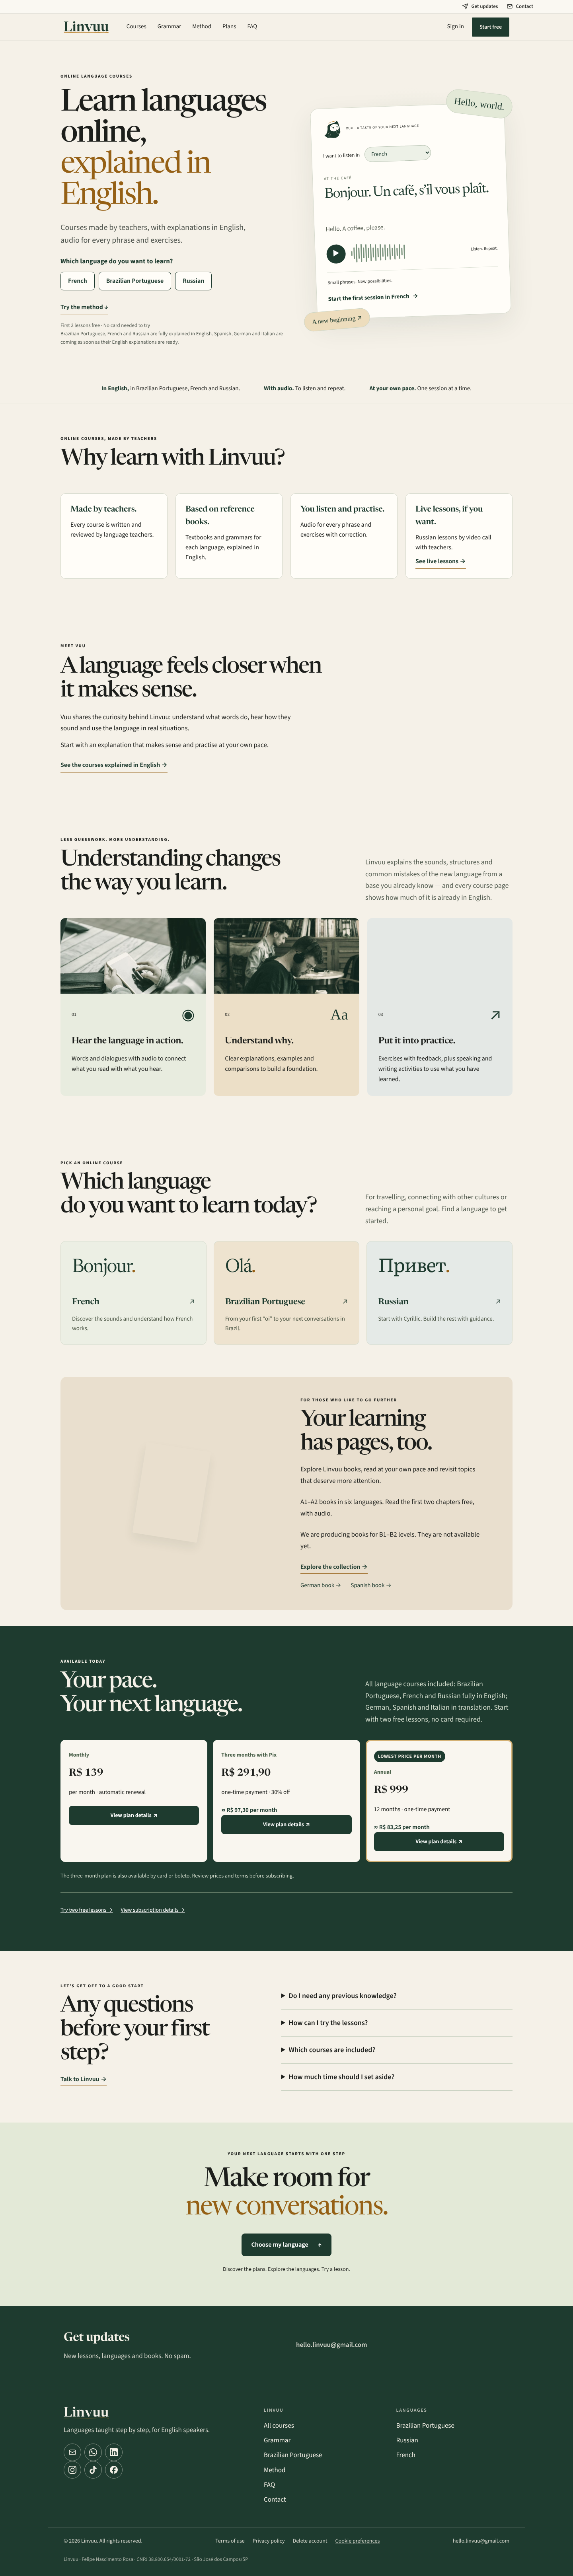 Get updates
Contact
Linvuu
Courses
Grammar
Method
Plans
FAQ
Sign in
Start free
ONLINE LANGUAGE COURSES
Learn languages
online,
explained in
English.
Courses made by teachers, with explanations in English,
audio for every phrase and exercises.
Which language do you want to learn?
French
Brazilian Portuguese
Russian
Try the method ↓
First 2 lessons free · No card needed to try
Brazilian Portuguese, French and Russian are fully explained in English. Spanish, German and Italian are
coming as soon as their English explanations are ready.
Hello, world.
VUU · A TASTE OF YOUR NEXT LANGUAGE
I want to listen in
French
AT THE CAFÉ
Bonjour. Un café, s’il vous plaît.
Hello. A coffee, please.
Listen. Repeat.
Small phrases. New possibilities.
Start the first session in French →
A new beginning ↗
In English, in Brazilian Portuguese, French and Russian.
With audio. To listen and repeat.
At your own pace. One session at a time.
ONLINE COURSES, MADE BY TEACHERS
Why learn with Linvuu?
Made by teachers.
Every course is written and
reviewed by language teachers.
Based on reference
books.
Textbooks and grammars for
each language, explained in
English.
You listen and practise.
Audio for every phrase and
exercises with correction.
Live lessons, if you
want.
Russian lessons by video call
with teachers.
See live lessons →
MEET VUU
A language feels closer when
it makes sense.
Vuu shares the curiosity behind Linvuu: understand what words do, hear how they
sound and use the language in real situations.
Start with an explanation that makes sense and practise at your own pace.
See the courses explained in English →
LESS GUESSWORK. MORE UNDERSTANDING.
Understanding changes
the way you learn.
Linvuu explains the sounds, structures and
common mistakes of the new language from a
base you already know — and every course page
shows how much of it is already in English.
01
Hear the language in action.
Words and dialogues with audio to connect
what you read with what you hear.
02
Aa
Understand why.
Clear explanations, examples and
comparisons to build a foundation.
03
↗
Put it into practice.
Exercises with feedback, plus speaking and
writing activities to use what you have
learned.
PICK AN ONLINE COURSE
Which language
do you want to learn today?
For travelling, connecting with other cultures or
reaching a personal goal. Find a language to get
started.
Bonjour.
French ↗
Discover the sounds and understand how French
works.
Olá.
Brazilian Portuguese ↗
From your first “oi” to your next conversations in
Brazil.
Привет.
Russian ↗
Start with Cyrillic. Build the rest with guidance.
FOR THOSE WHO LIKE TO GO FURTHER
Your learning
has pages, too.
Explore Linvuu books, read at your own pace and revisit topics
that deserve more attention.
A1–A2 books in six languages. Read the first two chapters free,
with audio.
We are producing books for B1–B2 levels. They are not available
yet.
Explore the collection →
German book →
Spanish book →
AVAILABLE TODAY
Your pace.
Your next language.
All language courses included: Brazilian
Portuguese, French and Russian fully in English;
German, Spanish and Italian in translation. Start
with two free lessons, no card required.
Monthly
R$ 139
per month · automatic renewal
View plan details ↗
Three months with Pix
R$ 291,90
one-time payment · 30% off
≈ R$ 97,30 per month
View plan details ↗
LOWEST PRICE PER MONTH
Annual
R$ 999
12 months · one-time payment
≈ R$ 83,25 per month
View plan details ↗
The three-month plan is also available by card or boleto. Review prices and terms before subscribing.
Try two free lessons →
View subscription details →
LET’S GET OFF TO A GOOD START
Any questions
before your first
step?
Talk to Linvuu →
Do I need any previous knowledge?
How can I try the lessons?
Which courses are included?
How much time should I set aside?
YOUR NEXT LANGUAGE STARTS WITH ONE STEP
Make room for
new conversations.
Choose my language ↑
Discover the plans. Explore the languages. Try a lesson.
Get updates
New lessons, languages and books. No spam.
hello.linvuu@gmail.com
Linvuu
Languages taught step by step, for English speakers.
LINVUU
All courses
Grammar
Brazilian Portuguese
Method
FAQ
Contact
LANGUAGES
Brazilian Portuguese
Russian
French
© 2026 Linvuu. All rights reserved.
Terms of use
Privacy policy
Delete account
Cookie preferences
hello.linvuu@gmail.com
Linvuu · Felipe Nascimento Rosa · CNPJ 38.800.654/0001-72 · São José dos Campos/SP